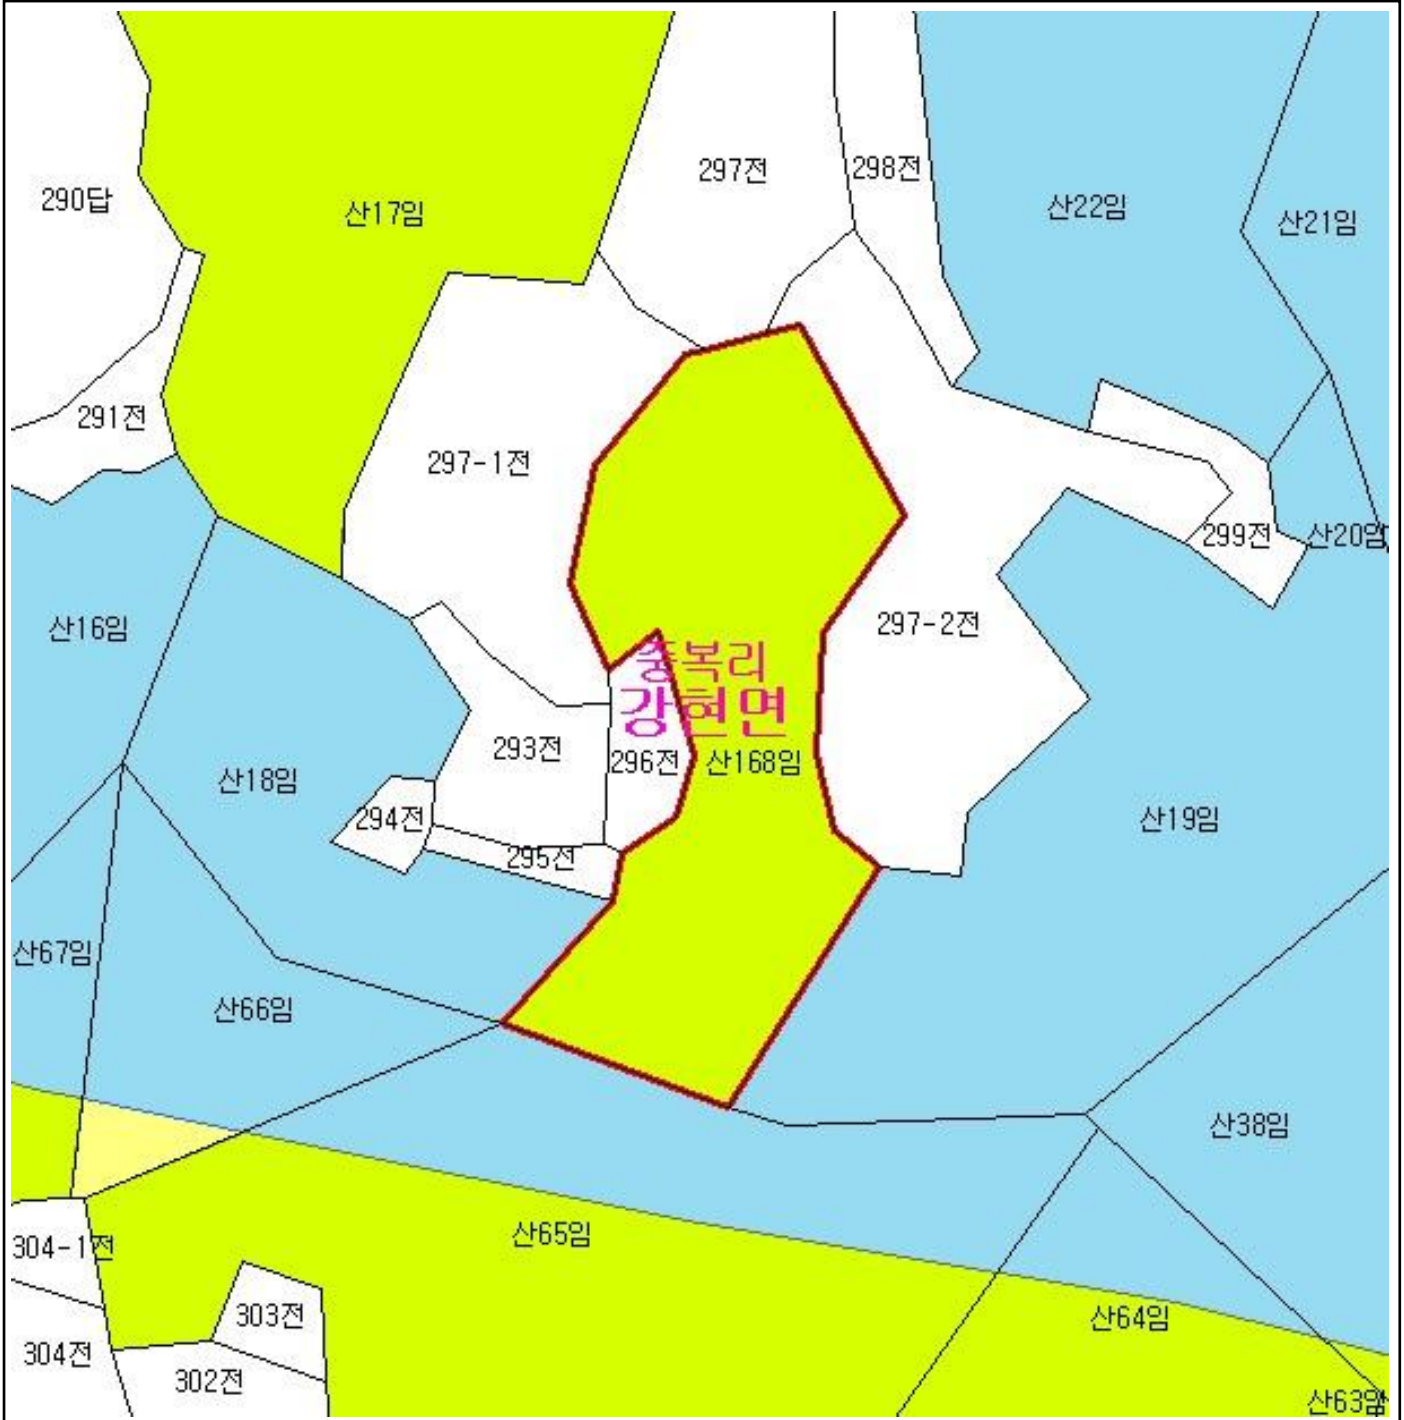 297전
298전
290답
산17임
산22임
산21임
291전
297-1전
299전
산20임
산16임
297-2전
중복리
강현면
293전
296전
산168임
산18임
294전
산19임
295전
산67임
산66임
산38임
304-1전
산65임
303전
산64임
304전
302전
산63임